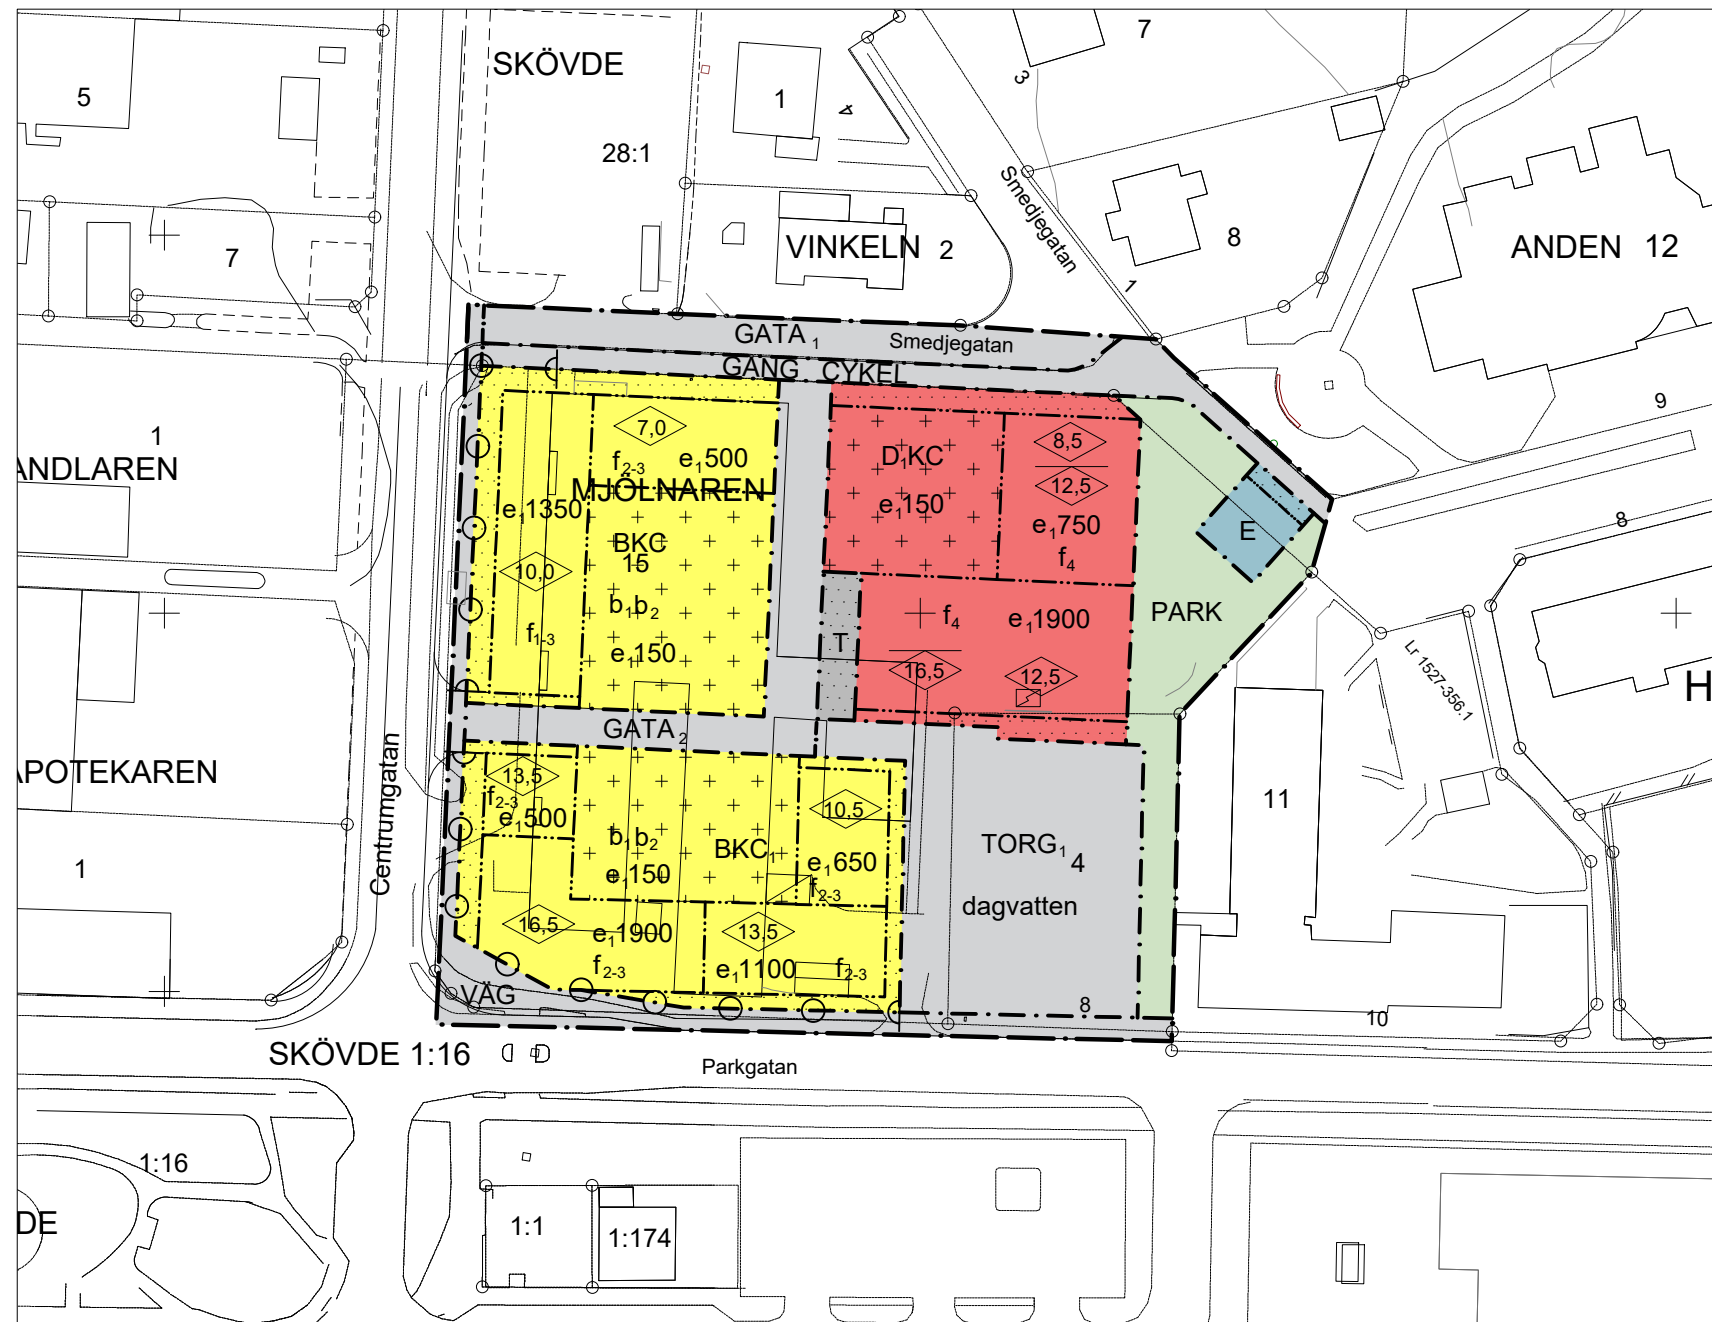 SKÖVDE
7
5
1
4
3
28:1
Smedjegatan
7
VINKELN 2
8
ANDEN 12
1
GATA 1
Smedjegatan
GÅNG CYKEL
9
1
7,0
8,5
ANDLAREN
f2-3
e1500
D1KC
12,5
MJÖLNAREN
e11350
e1150
e1750
8
E
BKC
15
f4
10,0
b1b2
f1-3
e1150
T
f4
e11900
PARK
16,5
12,5
Lr 1527-356.1
H
GATA 2
APOTEKAREN
Centrumgatan
13,5
f2-3
e1500
10,5
11
b1b2
BKC1
TORG1
4
e1650
1
e1150
f2-3
dagvatten
16,5
e11900
13,5
f2-3
e11100
f2-3
VÄG
8
10
SKÖVDE 1:16
Parkgatan
1:16
DE
1:1
1:174